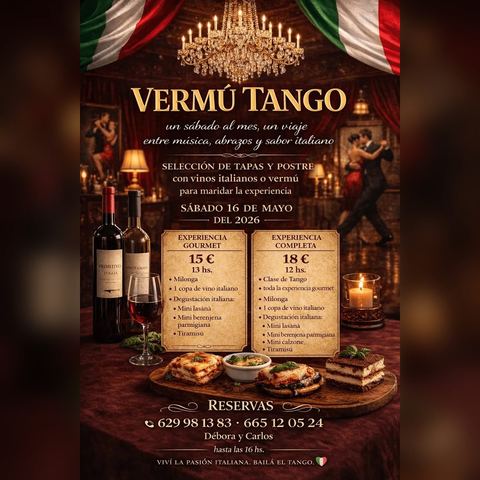 VERMÚ TANGO
un sábado al mes, un viaje
entre música, abrazos y sabor italiano
SELECCIÓN DE TAPAS Y POSTRE
con vinos italianos o vermú
para maridar la experiencia
SÁBADO 16 DE MAYO
DEL 2026
EXPERIENCIA
GOURMET
15 €
13 hs.
• Milonga
• 1 copa de vino italiano
• Degustación italiana:
• Mini lasaña
• Mini berenjena
parmigiana
• Tiramisú
EXPERIENCIA
COMPLETA
18 €
12 hs.
• Clase de Tango
• toda la experiencia gourmet
• Milonga
• 1 copa de vino italiano
• Degustación italiana:
• Mini lasaña
• Mini berenjena parmigiana
• Mini calzone
• Tiramisú
RESERVAS
629 98 13 83 · 665 12 05 24
Débora y Carlos
hasta las 16 hs.
VIVÍ LA PASIÓN ITALIANA. BAILÁ EL TANGO.